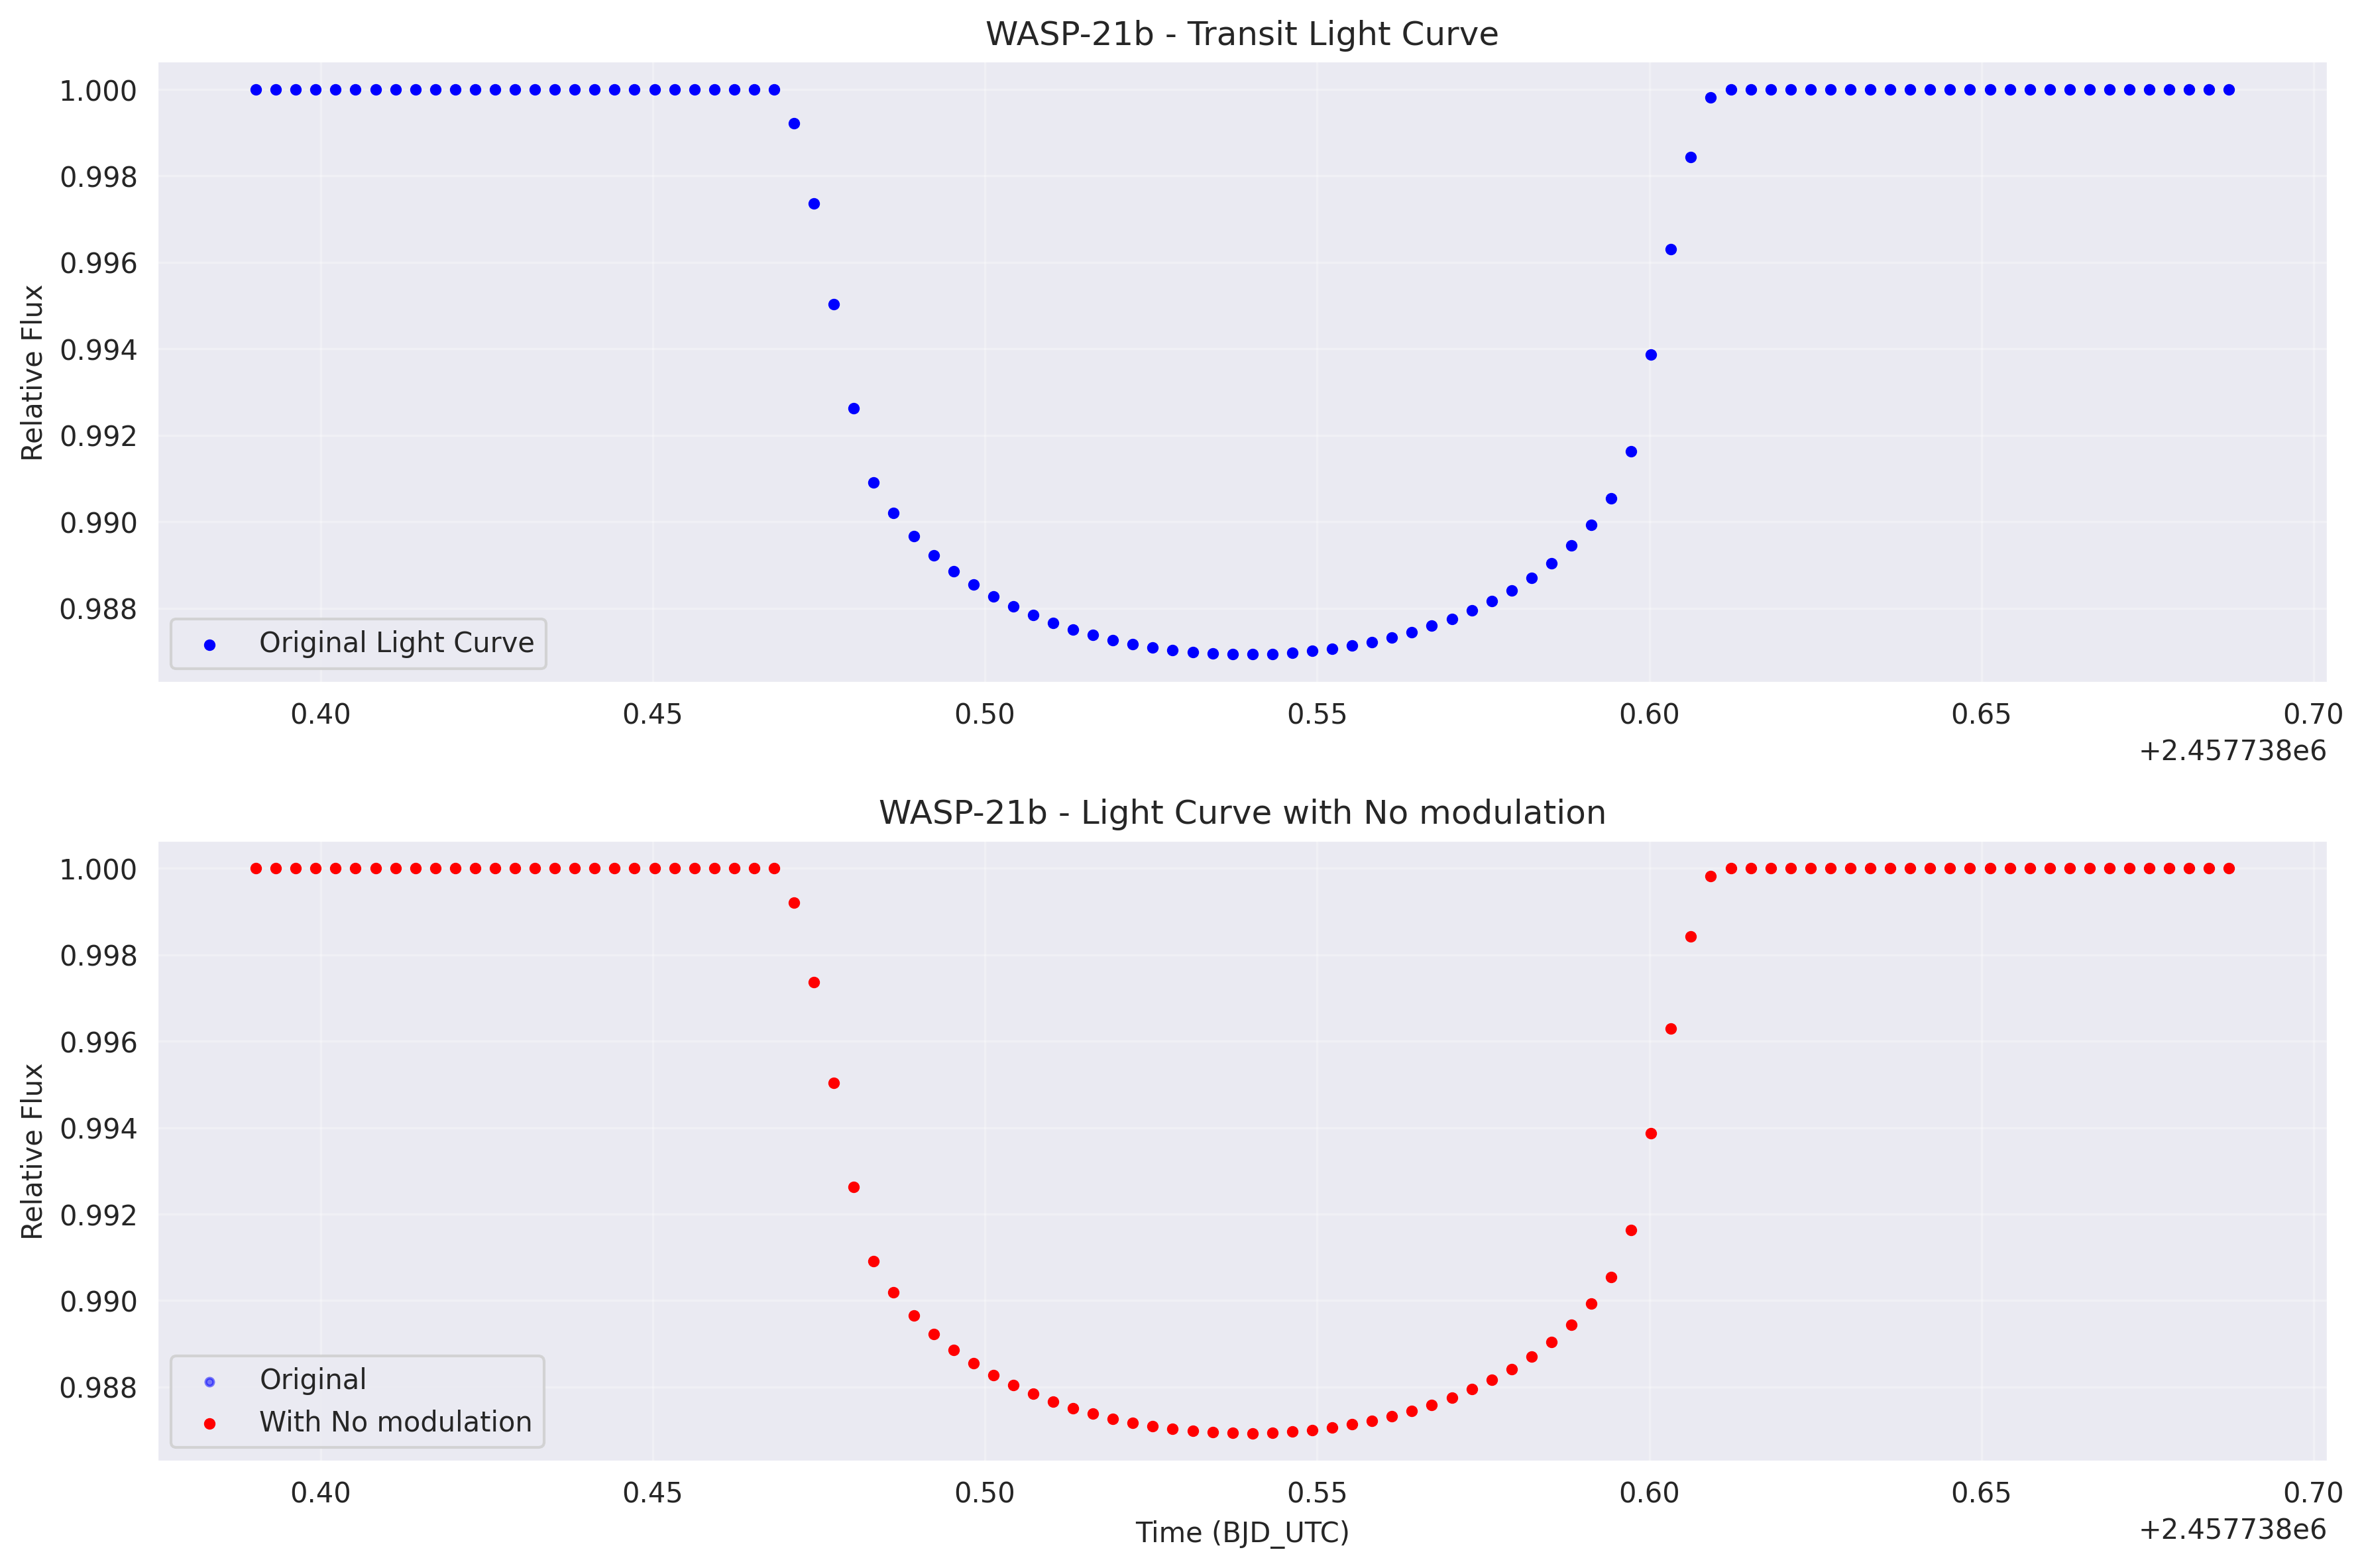 WASP-21b - Transit Light Curve
Relative Flux
1.000
0.998
0.996
0.994
0.992
0.990
0.988
Original Light Curve
0.40 0.45 0.50 0.55 0.60 0.65 0.70
+2.457738e6
WASP-21b - Light Curve with No modulation
Relative Flux
1.000
0.998
0.996
0.994
0.992
0.990
0.988
Original
With No modulation
0.40 0.45 0.50 0.55 0.60 0.65 0.70
Time (BJD_UTC)
+2.457738e6